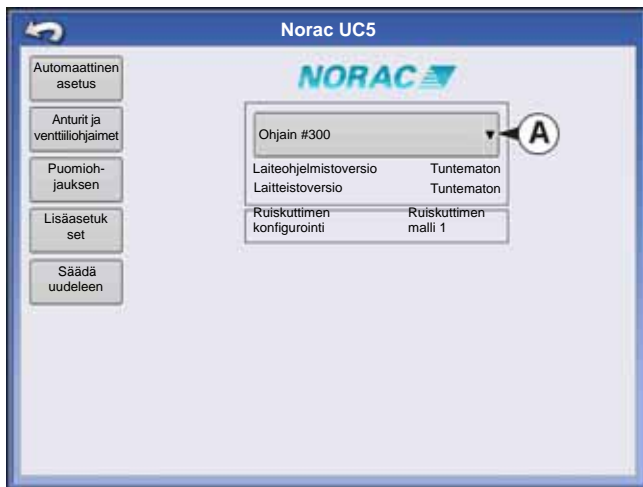 Norac UC5
Automaattinen
asetus
Anturit ja
venttiiliohjaimet
Puomioh-
jauksen
Lisäasetuk
set
Säädä
uudeleen
NORAC
Ohjain #300
A
Laiteohjelmistoversio Tuntematon
Laitteistoversio Tuntematon
Ruiskuttimen Ruiskuttimen
konfigurointi malli 1